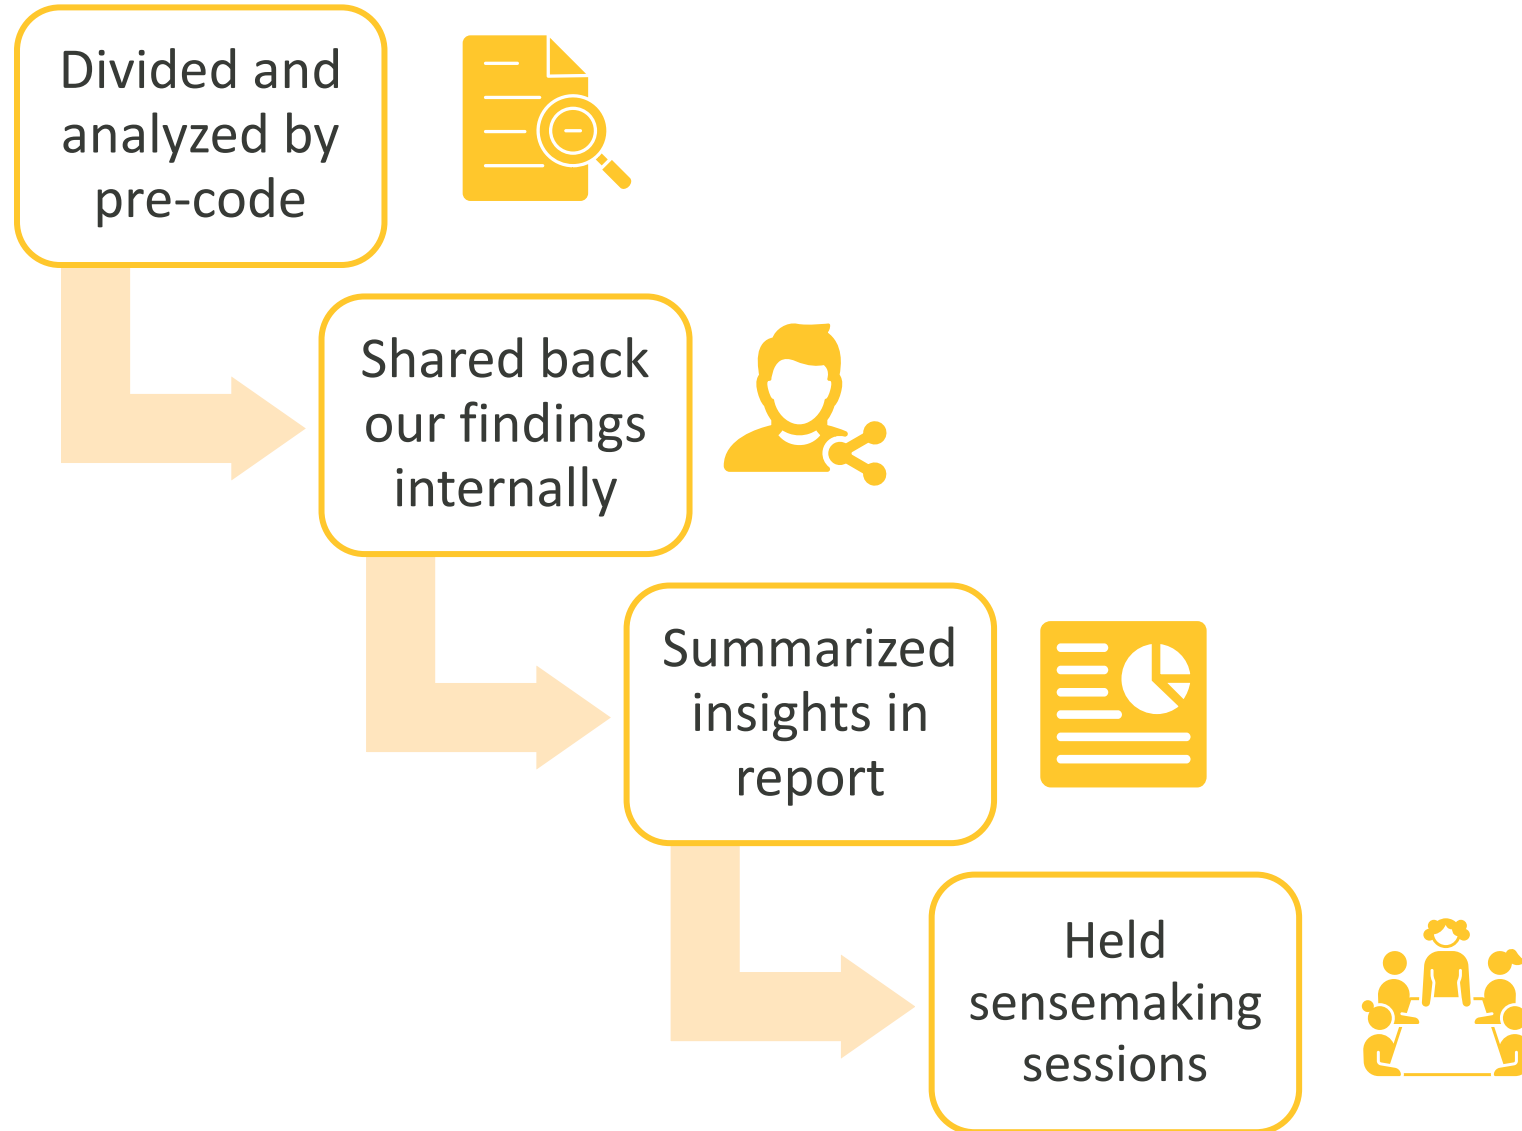 Divided and
analyzed by
pre-code
Shared back
our findings
internally
Summarized
insights in
report
Held
sensemaking
sessions